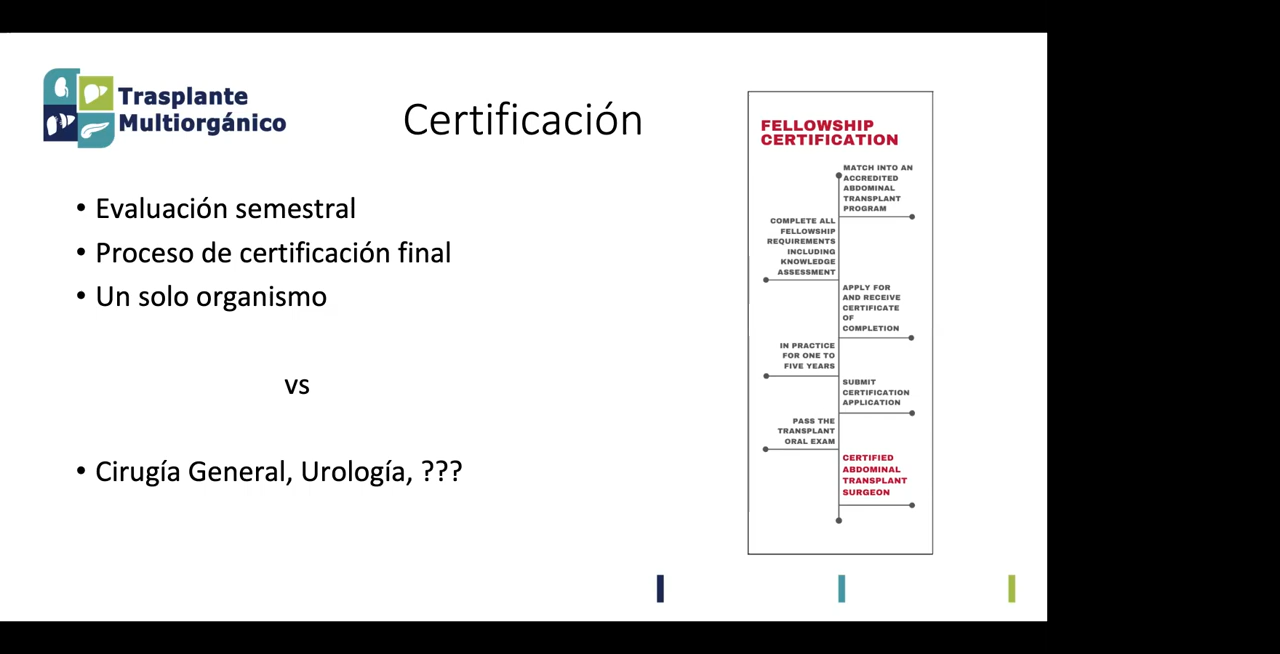 Trasplante
Multiorgánico
Certificación
• Evaluación semestral
• Proceso de certificación final
• Un solo organismo
vs
• Cirugía General, Urología, ???
FELLOWSHIP
CERTIFICATION
MATCH INTO AN
ACCREDITED
ABDOMINAL
TRANSPLANT
PROGRAM
COMPLETE ALL
FELLOWSHIP
REQUIREMENTS
INCLUDING
KNOWLEDGE
ASSESSMENT
APPLY FOR
AND RECEIVE
CERTIFICATE
OF
COMPLETION
IN PRACTICE
FOR ONE TO
FIVE YEARS
SUBMIT
CERTIFICATION
APPLICATION
PASS THE
TRANSPLANT
ORAL EXAM
CERTIFIED
ABDOMINAL
TRANSPLANT
SURGEON